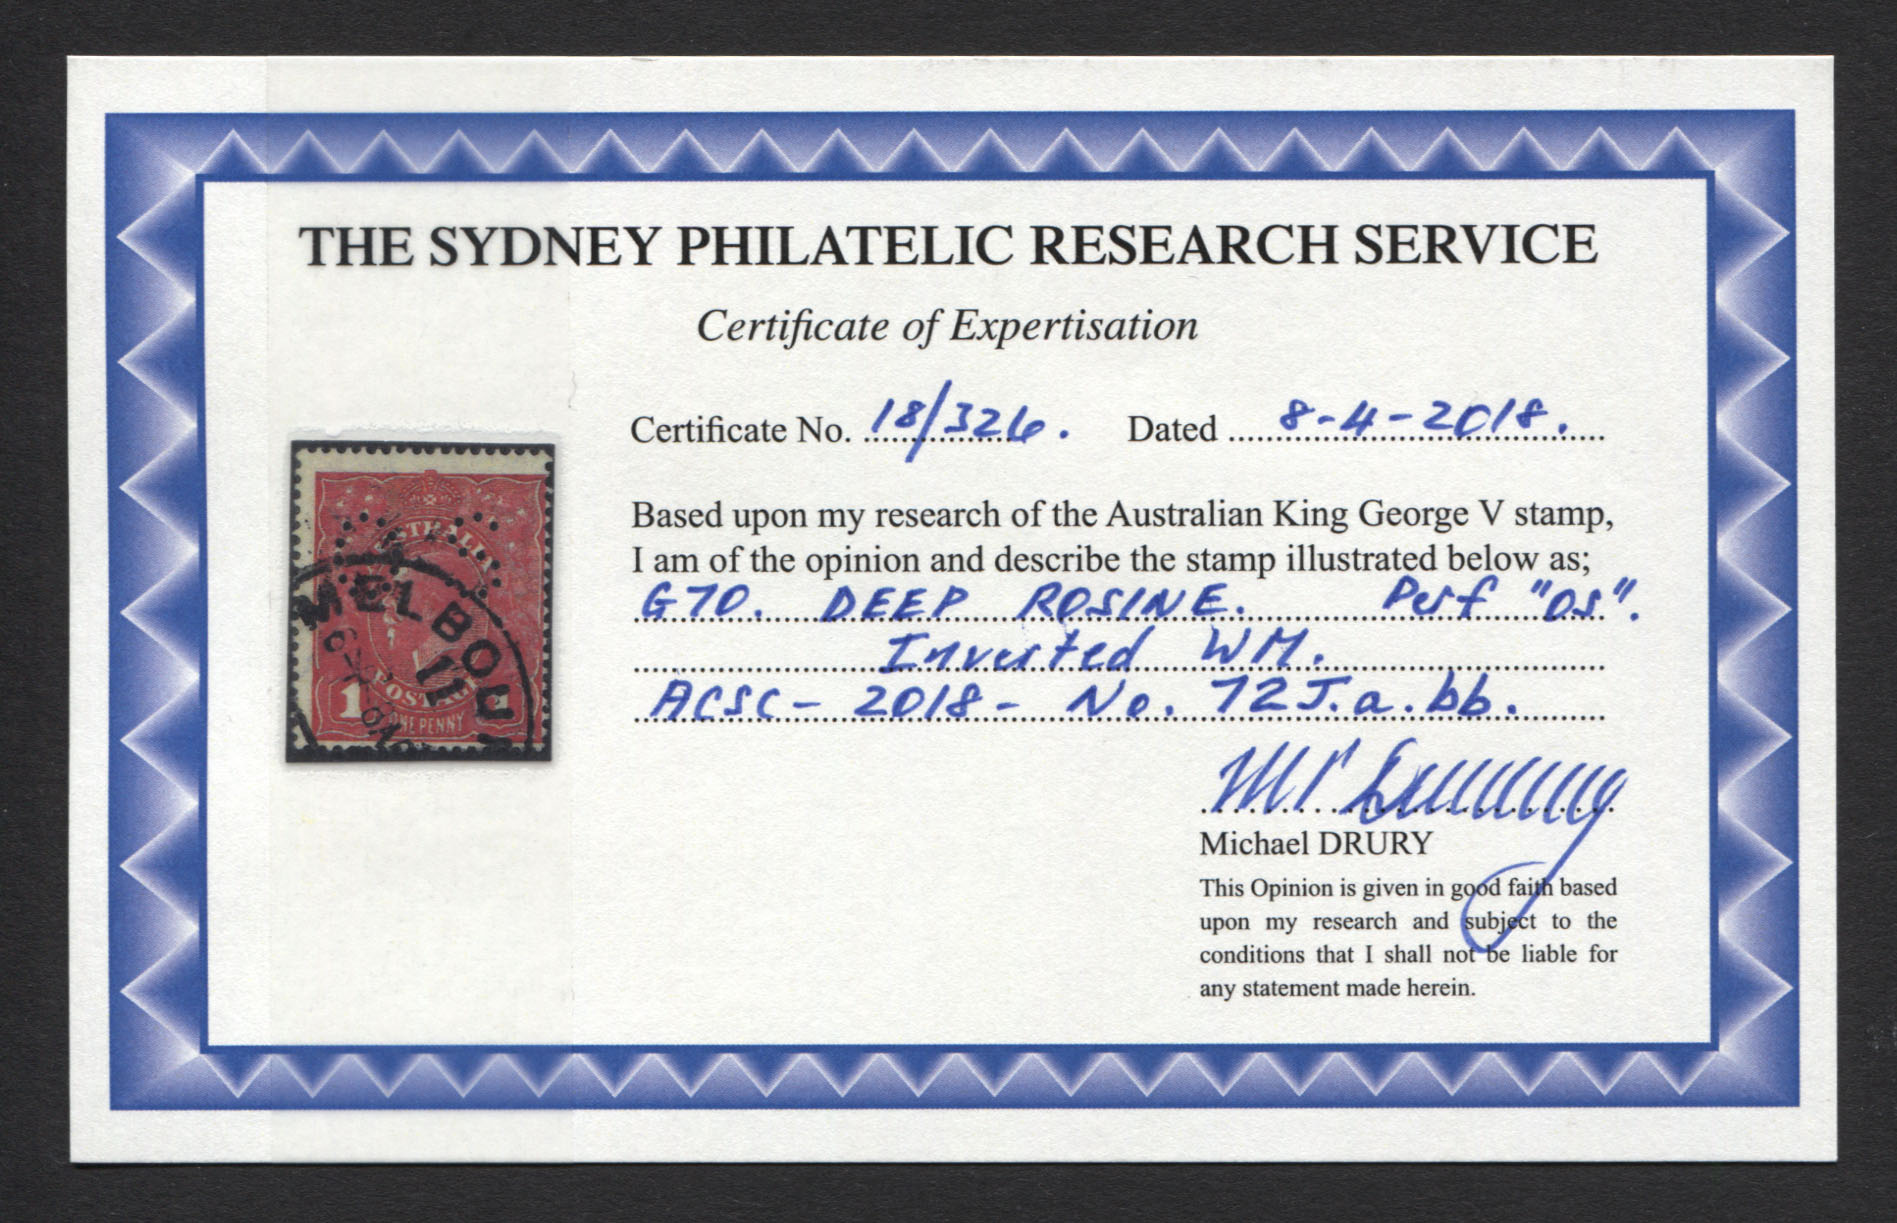 THE SYDNEY PHILATELIC RESEARCH SERVICE
Certificate of Expertisation
Certificate No. 18/326. Dated 8-4-2018.
Based upon my research of the Australian King George V stamp,
I am of the opinion and describe the stamp illustrated below as;
G70. DEEP ROSINE. Perf "OS".
Inverted WM.
ACSC- 2018- No. 72J.a.bb.
Michael DRURY
This Opinion is given in good faith based
upon my research and subject to the
conditions that I shall not be liable for
any statement made herein.
MELBOU
11
POSTAGE
1
ONE PENNY